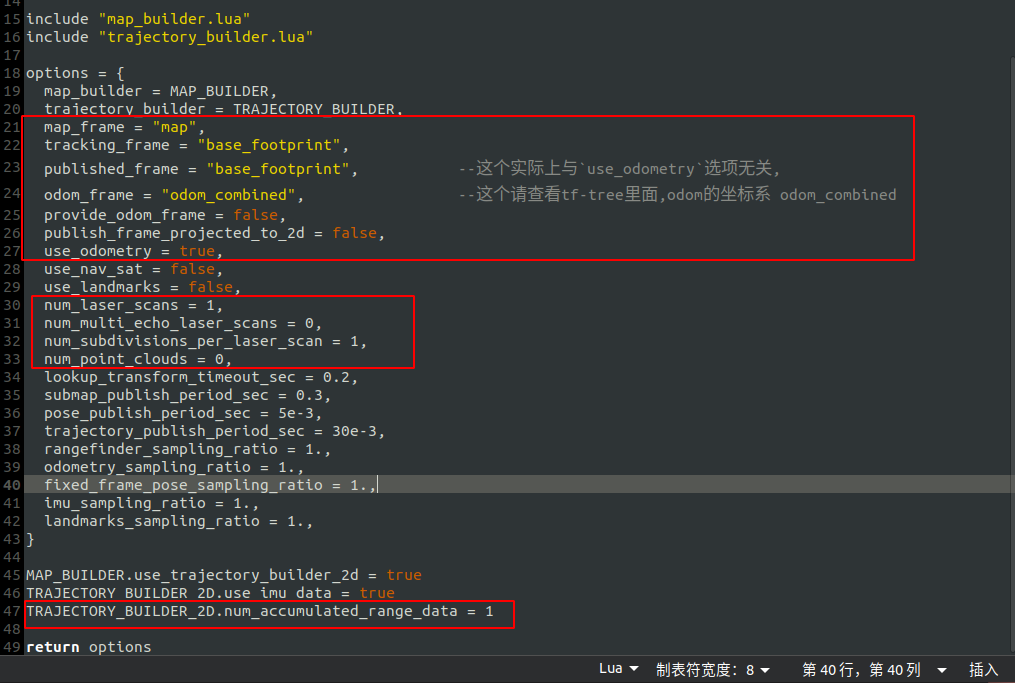 14
15 include "map_builder.lua"
16 include "trajectory_builder.lua"
17
18 options = {
19 map_builder = MAP_BUILDER,
20 trajectory_builder = TRAJECTORY_BUILDER,
21 map_frame = "map",
22 tracking_frame = "base_footprint",
23 published_frame = "base_footprint", --这个实际上与`use_odometry`选项无关,
24 odom_frame = "odom_combined", --这个请查看tf-tree里面,odom的坐标系 odom_combined
25 provide_odom_frame = false,
26 publish_frame_projected_to_2d = false,
27 use_odometry = true,
28 use_nav_sat = false,
29 use_landmarks = false,
30 num_laser_scans = 1,
31 num_multi_echo_laser_scans = 0,
32 num_subdivisions_per_laser_scan = 1,
33 num_point_clouds = 0,
34 lookup_transform_timeout_sec = 0.2,
35 submap_publish_period_sec = 0.3,
36 pose_publish_period_sec = 5e-3,
37 trajectory_publish_period_sec = 30e-3,
38 rangefinder_sampling_ratio = 1.,
39 odometry_sampling_ratio = 1.,
40 fixed_frame_pose_sampling_ratio = 1.,
41 imu_sampling_ratio = 1.,
42 landmarks_sampling_ratio = 1.,
43 }
44
45 MAP_BUILDER.use_trajectory_builder_2d = true
46 TRAJECTORY_BUILDER_2D.use_imu_data = true
47 TRAJECTORY_BUILDER_2D.num_accumulated_range_data = 1
48
49 return options
Lua 制表符宽度：8 第 40 行，第 40 列 插入